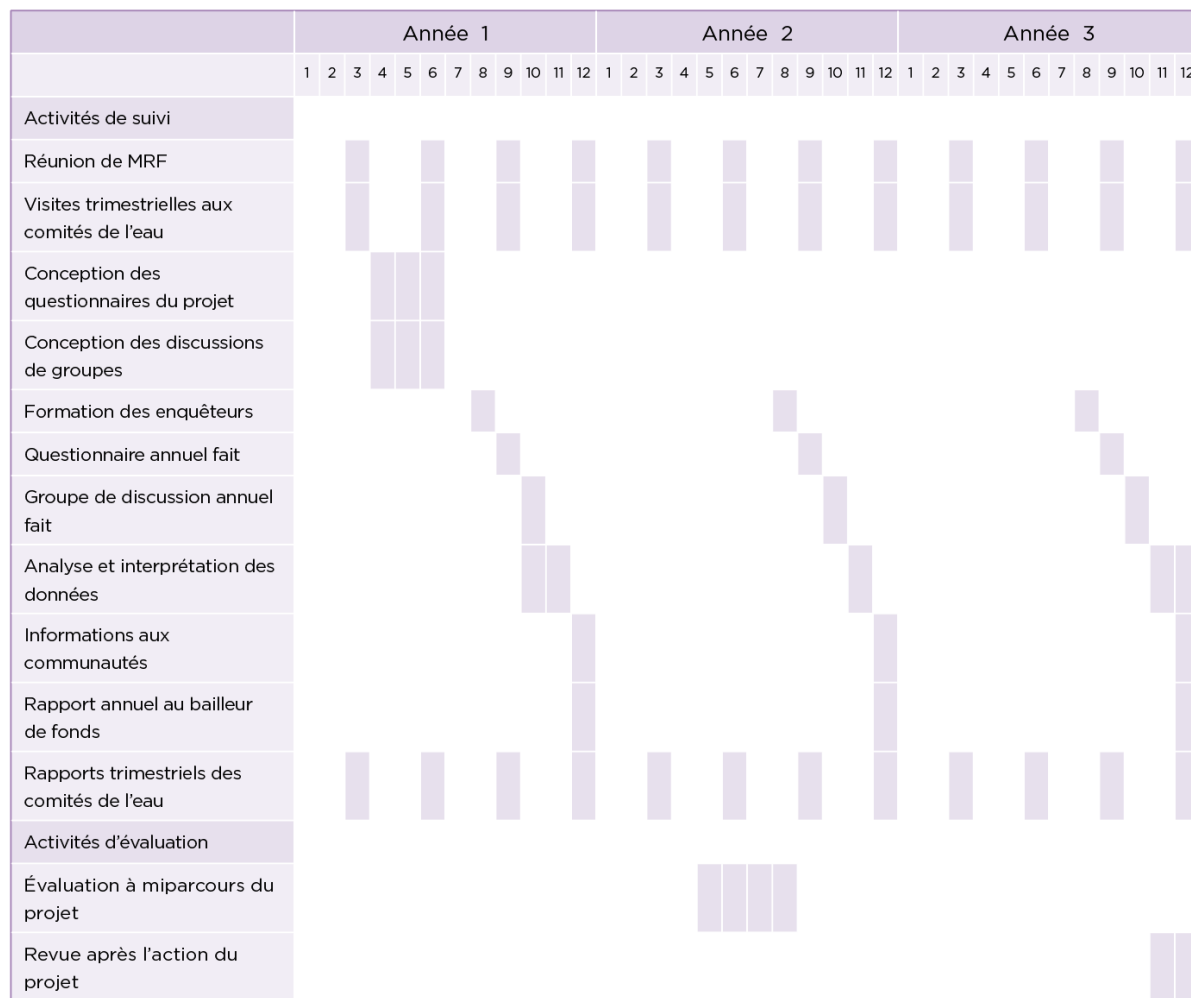 Année 1 Année 2 Année 3
1 2 3 4 5 6 7 8 9 10 11 12 1 2 3 4 5 6 7 8 9 10 11 12 1 2 3 4 5 6 7 8 9 10 11 12
Activités de suivi
Réunion de MRF
Visites trimestrielles aux
comités de l’eau
Conception des
questionnaires du projet
Conception des discussions
de groupes
Formation des enquêteurs
Questionnaire annuel fait
Groupe de discussion annuel
fait
Analyse et interprétation des
données
Informations aux
communautés
Rapport annuel au bailleur
de fonds
Rapports trimestriels des
comités de l’eau
Activités d’évaluation
Évaluation à miparcours du
projet
Revue après l’action du
projet